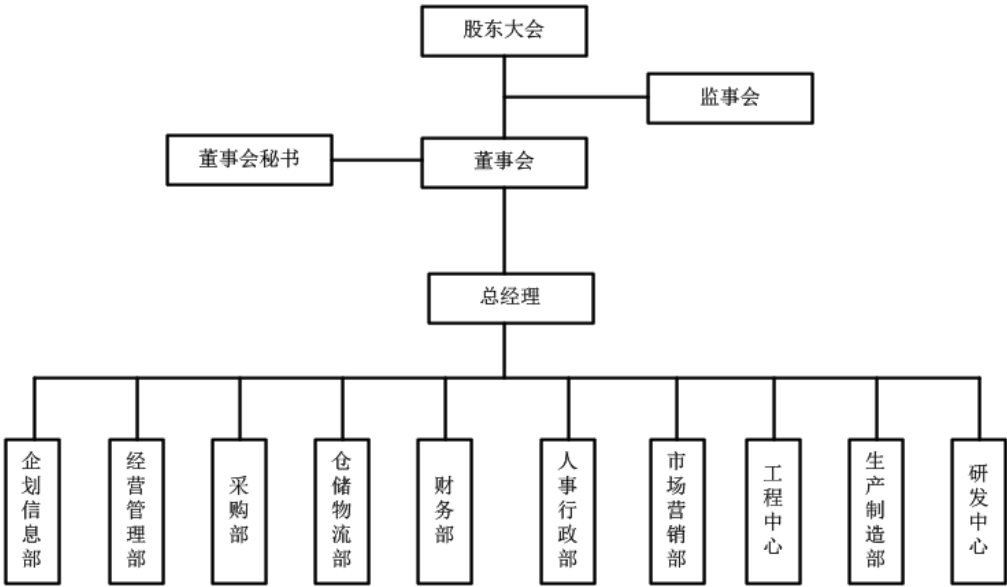 股东大会
监事会
董事会秘书
董事会
总经理
企划信息部
经营管理部
采购部
仓储物流部
财务部
人事行政部
市场营销部
工程中心
生产制造部
研发中心